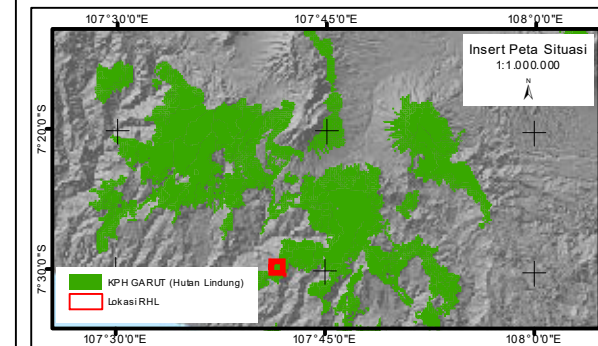 107°30'0"E 107°45'0"E 108°0'0"E
Insert Peta Situasi
1:1.000.000
N
7°20'0"S
7°30'0"S
KPH GARUT (Hutan Lindung)
Lokasi RHL
107°30'0"E 107°45'0"E 108°0'0"E